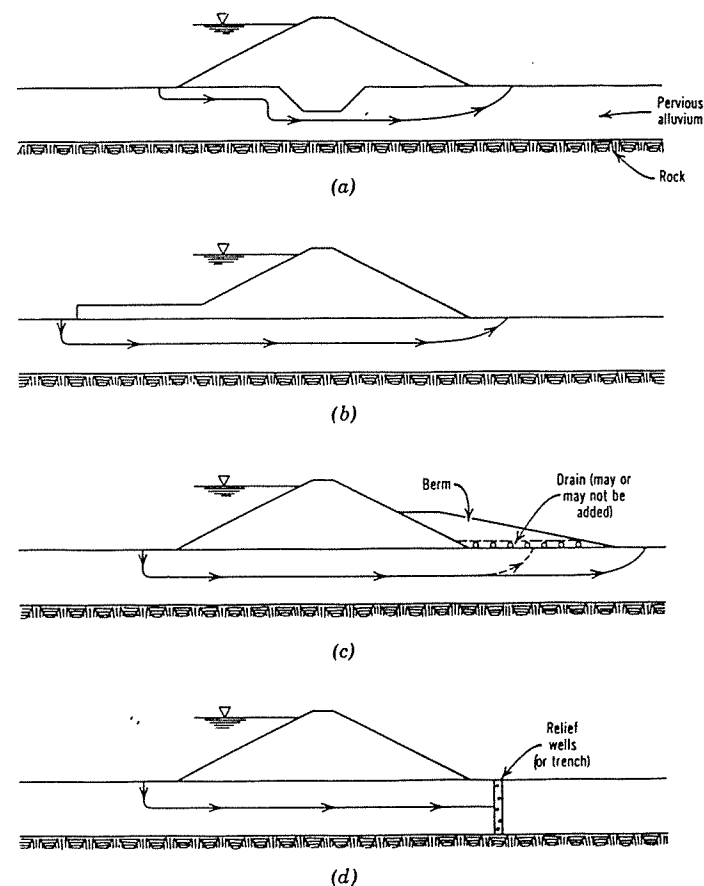 Pervious
alluvium
Rock
(a)
(b)
Berm
Drain (may or
may not be
added)
(c)
Relief
wells
(or trench)
(d)